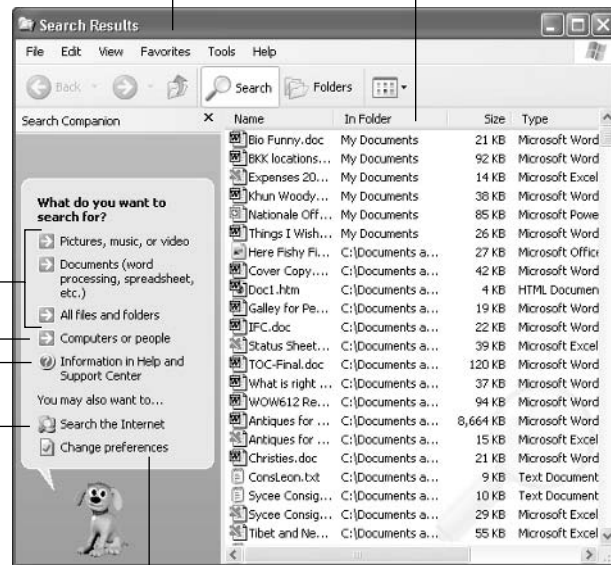 Search Results
File Edit View Favorites Tools Help
Back Search Folders
Search Companion
What do you want to
search for?
Pictures, music, or video
Documents (word
processing, spreadsheet,
etc.)
All files and folders
Computers or people
Information in Help and
Support Center
You may also want to...
Search the Internet
Change preferences
Name In Folder Size Type
Bio Funny.doc My Documents 21 KB Microsoft Word
BKK locations... My Documents 92 KB Microsoft Word
Expenses 20... My Documents 14 KB Microsoft Excel
Khun Woody... My Documents 38 KB Microsoft Word
Nationale Off... My Documents 85 KB Microsoft Powe
Things I Wish... My Documents 26 KB Microsoft Word
Here Fishy Fi... C:\Documents a... 27 KB Microsoft Office
Cover Copy.... C:\Documents a... 42 KB Microsoft Word
Doc1.htm C:\Documents a... 4 KB HTML Documen
Galley for Pe... C:\Documents a... 19 KB Microsoft Word
IFC.doc C:\Documents a... 22 KB Microsoft Word
Status Sheet... C:\Documents a... 39 KB Microsoft Excel
TOC-Final.doc C:\Documents a... 120 KB Microsoft Word
What is right ... C:\Documents a... 37 KB Microsoft Word
WOW612 Re... C:\Documents a... 94 KB Microsoft Word
Antiques for ... C:\Documents a... 8,664 KB Microsoft Word
Antiques for ... C:\Documents a... 15 KB Microsoft Excel
Christies.doc C:\Documents a... 21 KB Microsoft Word
ConsLeon.txt C:\Documents a... 9 KB Text Document
Sycee Consig... C:\Documents a... 10 KB Text Document
Sycee Consig... C:\Documents a... 29 KB Microsoft Excel
Tibet and Ne... C:\Documents a... 55 KB Microsoft Excel